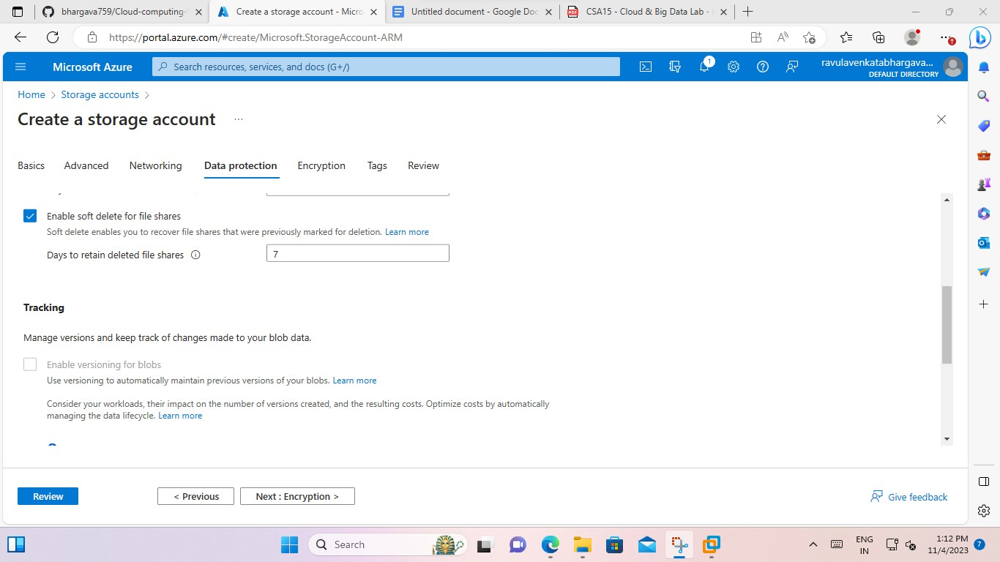 bhargava759/Cloud-computing-
Create a storage account - Micro
Untitled document - Google Doc
PDF
CSA15 - Cloud & Big Data Lab -
https://portal.azure.com/#create/Microsoft.StorageAccount-ARM
Microsoft Azure
Search resources, services, and docs (G+/)
1
ravulavenkatabhargava...
DEFAULT DIRECTORY
Home > Storage accounts >
Create a storage account ...
Basics Advanced Networking Data protection Encryption Tags Review
Enable soft delete for file shares
Soft delete enables you to recover file shares that were previously marked for deletion. Learn more
Days to retain deleted file shares
7
Tracking
Manage versions and keep track of changes made to your blob data.
Enable versioning for blobs
Use versioning to automatically maintain previous versions of your blobs. Learn more
Consider your workloads, their impact on the number of versions created, and the resulting costs. Optimize costs by automatically
managing the data lifecycle. Learn more
Review
< Previous
Next : Encryption >
Give feedback
Search
ENG
IN
1:12 PM
11/4/2023
7